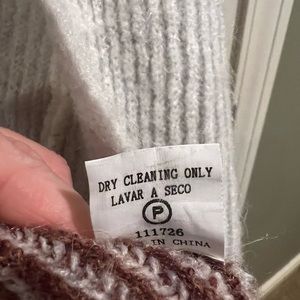 DRY CLEANING ONLY
LAVAR A SECO
P
111726
IN CHINA